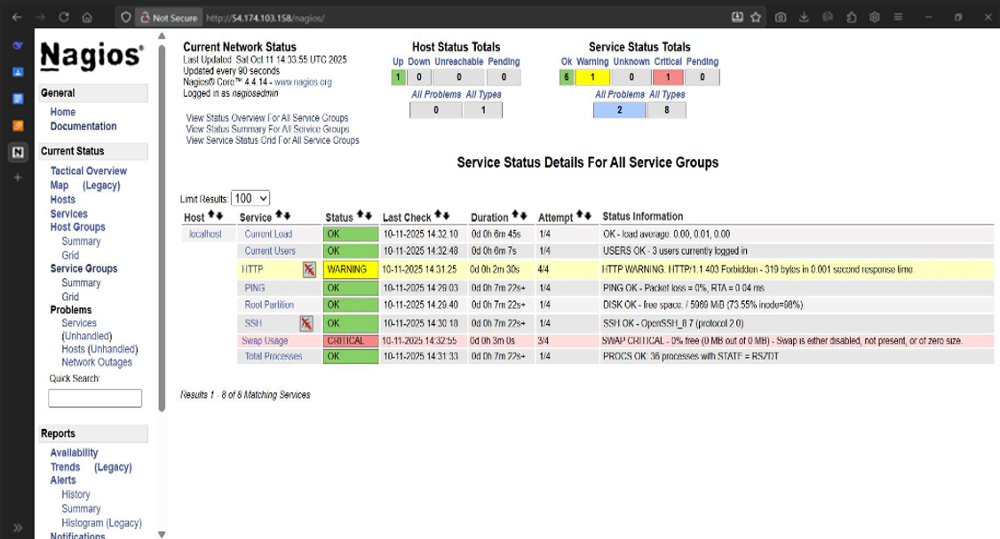 Not Secure http://54.174.103.158/nagios/
Nagios®
General
Home
Documentation
Current Status
Tactical Overview
Map (Legacy)
Hosts
Services
Host Groups
Summary
Grid
Service Groups
Summary
Grid
Problems
Services
(Unhandled)
Hosts (Unhandled)
Network Outages
Quick Search:
Reports
Availability
Trends (Legacy)
Alerts
History
Summary
Histogram (Legacy)
Notifications
Current Network Status
Last Updated: Sat Oct 11 14:33:55 UTC 2025
Updated every 90 seconds
Nagios® Core™ 4.4.14 - www.nagios.org
Logged in as nagiosadmin
View Status Overview For All Service Groups
View Status Summary For All Service Groups
View Service Status Grid For All Service Groups
Host Status Totals
Up Down Unreachable Pending
1 0 0 0
All Problems All Types
0 1
Service Status Totals
Ok Warning Unknown Critical Pending
6 1 0 1 0
All Problems All Types
2 8
Service Status Details For All Service Groups
Limit Results: 100
Host Service Status Last Check Duration Attempt Status Information
localhost Current Load OK 10-11-2025 14:32:10 0d 0h 6m 45s 1/4 OK - load average: 0.00, 0.01, 0.00
Current Users OK 10-11-2025 14:32:48 0d 0h 6m 7s 1/4 USERS OK - 3 users currently logged in
HTTP WARNING 10-11-2025 14:31:25 0d 0h 2m 30s 4/4 HTTP WARNING: HTTP/1.1 403 Forbidden - 319 bytes in 0.001 second response time
PING OK 10-11-2025 14:29:03 0d 0h 7m 22s+ 1/4 PING OK - Packet loss = 0%, RTA = 0.04 ms
Root Partition OK 10-11-2025 14:29:40 0d 0h 7m 22s+ 1/4 DISK OK - free space: / 5989 MiB (73.55% inode=98%):
SSH OK 10-11-2025 14:30:18 0d 0h 7m 22s+ 1/4 SSH OK - OpenSSH_8.7 (protocol 2.0)
Swap Usage CRITICAL 10-11-2025 14:32:55 0d 0h 3m 0s 3/4 SWAP CRITICAL - 0% free (0 MB out of 0 MB) - Swap is either disabled, not present, or of zero size.
Total Processes OK 10-11-2025 14:31:33 0d 0h 7m 22s+ 1/4 PROCS OK: 36 processes with STATE = RSZDT
Results 1 - 8 of 8 Matching Services